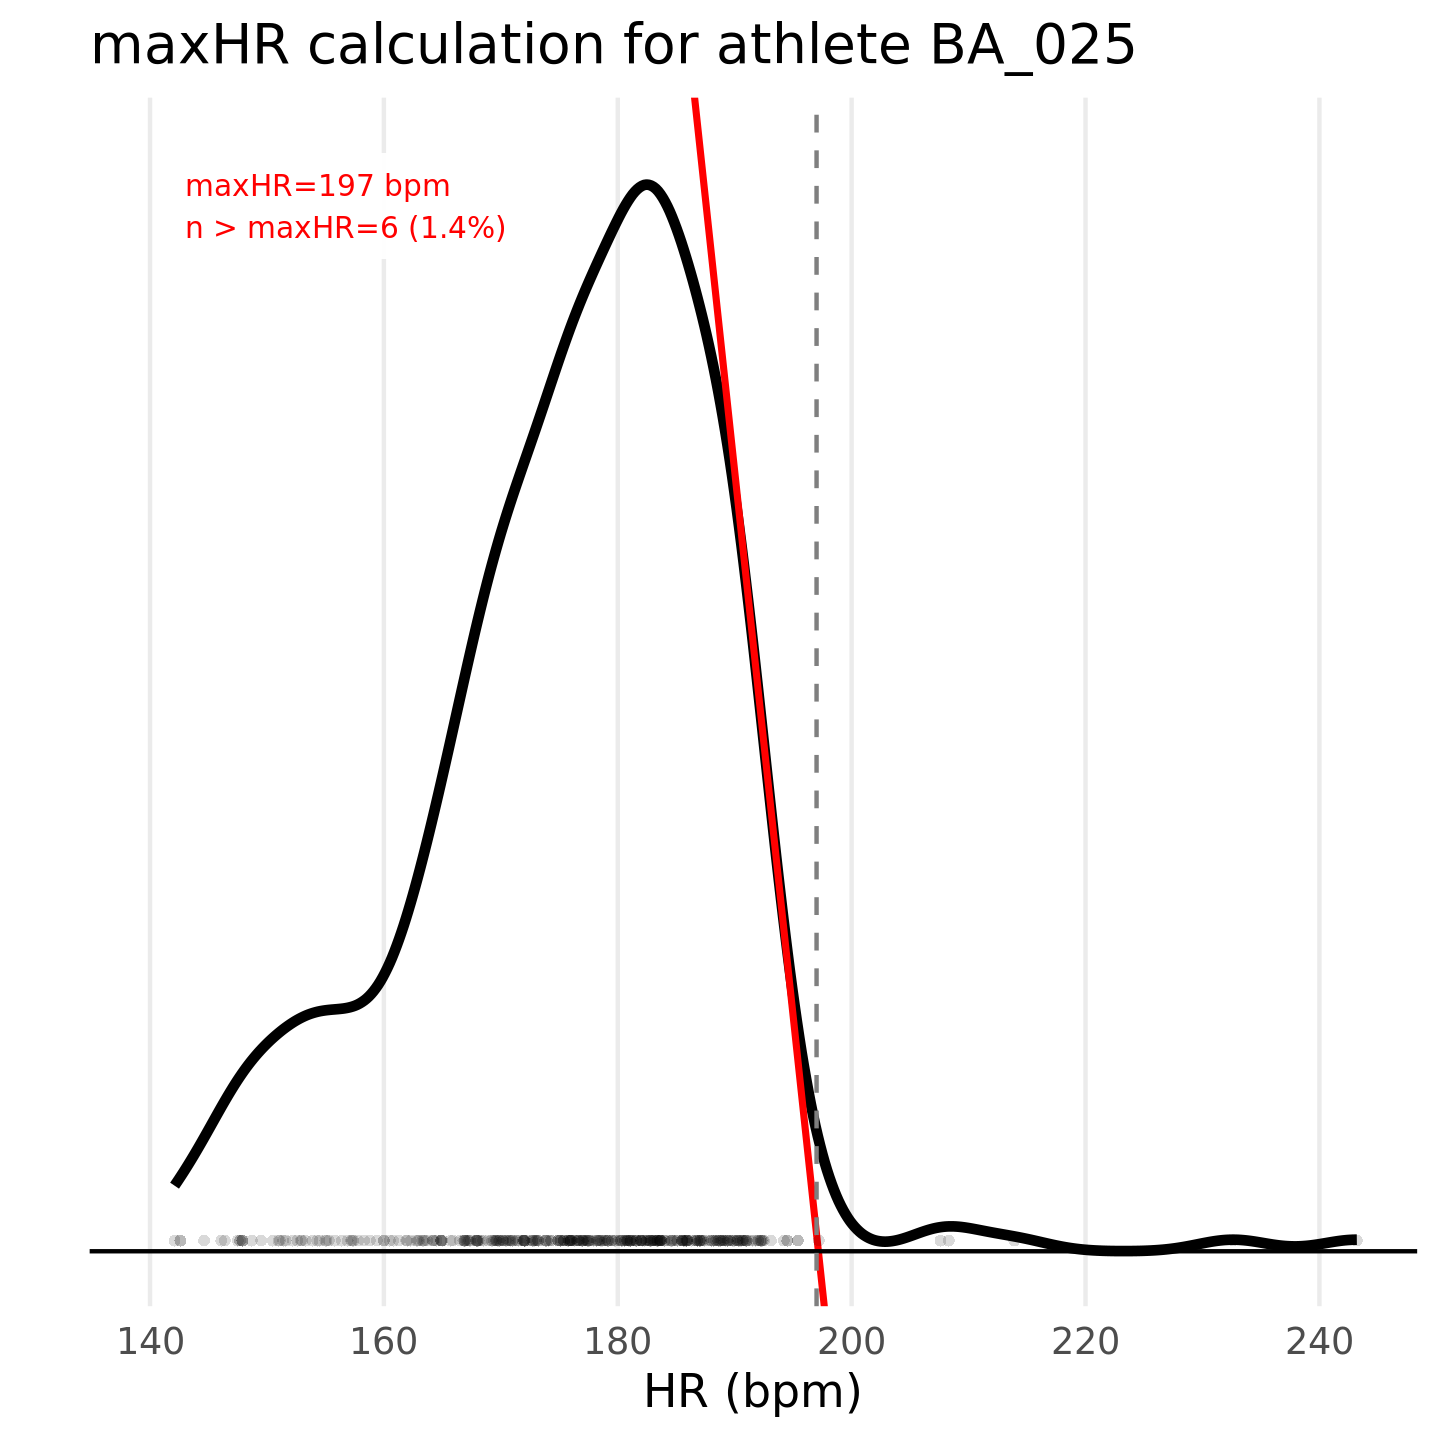 maxHR calculation for athlete BA_025
maxHR=197 bpm
n > maxHR=6 (1.4%)
140 160 180 200 220 240
HR (bpm)